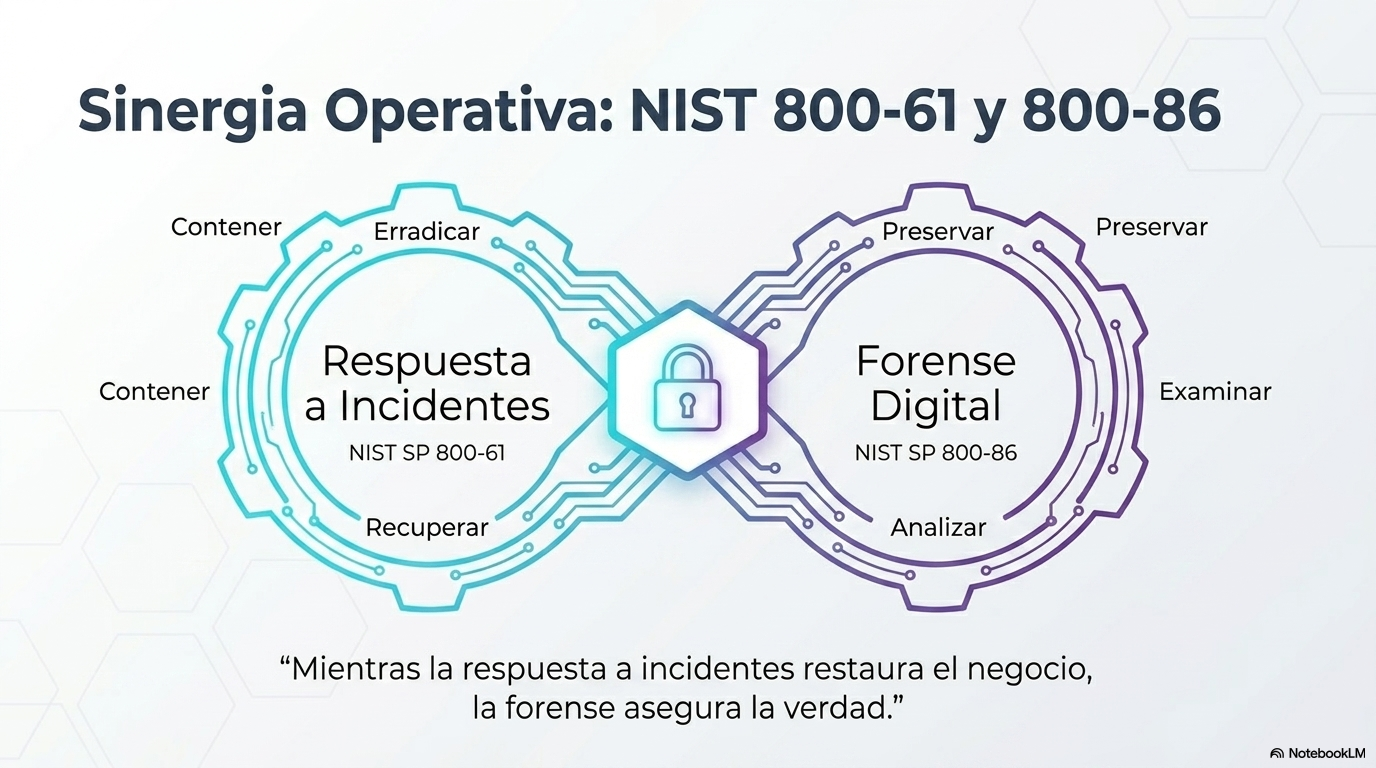 Sinergia Operativa: NIST 800-61 y 800-86
Contener
Erradicar
Contener
Respuesta
a Incidentes
NIST SP 800-61
Recuperar
Preservar
Preservar
Forense
Digital
NIST SP 800-86
Examinar
Analizar
“Mientras la respuesta a incidentes restaura el negocio,
la forense asegura la verdad.”
NotebookLM